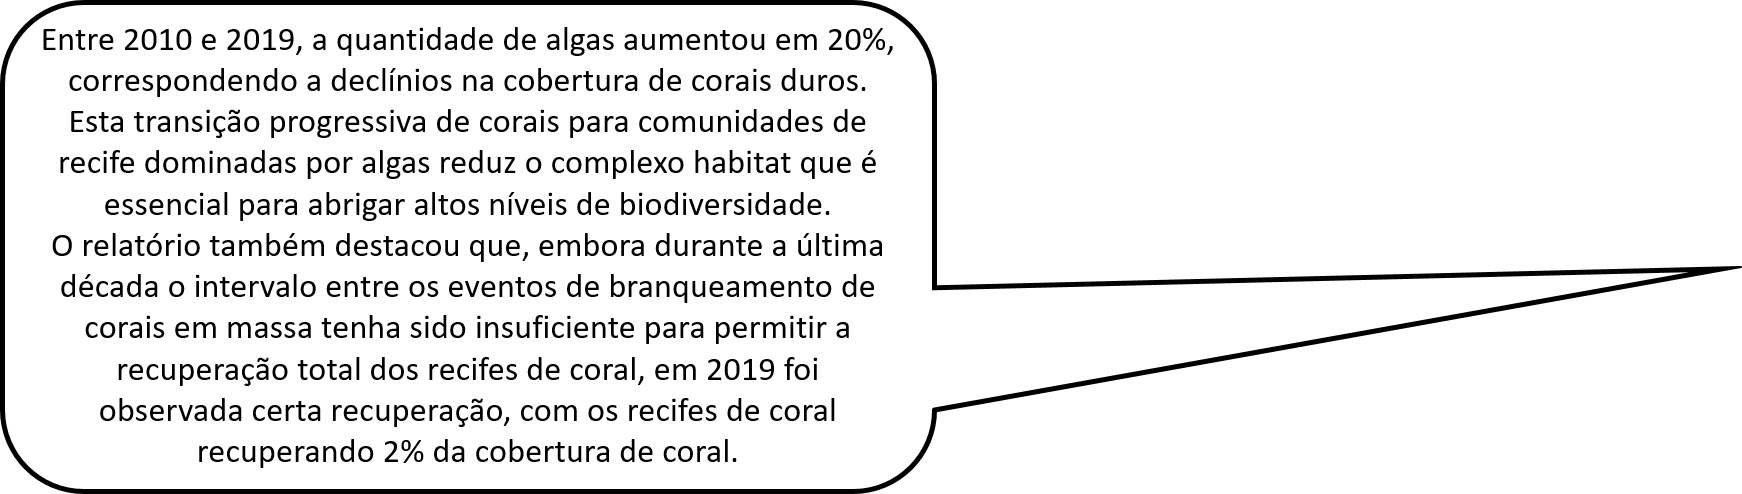 Entre 2010 e 2019, a quantidade de algas aumentou em 20%,
correspondendo a declínios na cobertura de corais duros.
Esta transição progressiva de corais para comunidades de
recife dominadas por algas reduz o complexo habitat que é
essencial para abrigar altos níveis de biodiversidade.
O relatório também destacou que, embora durante a última
década o intervalo entre os eventos de branqueamento de
corais em massa tenha sido insuficiente para permitir a
recuperação total dos recifes de coral, em 2019 foi
observada certa recuperação, com os recifes de coral
recuperando 2% da cobertura de coral.